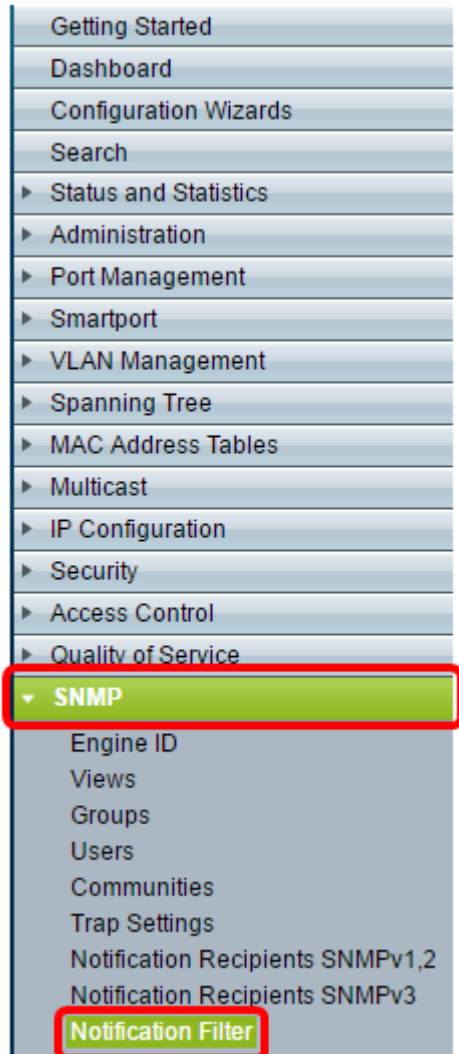 Getting Started
Dashboard
Configuration Wizards
Search
Status and Statistics
Administration
Port Management
Smartport
VLAN Management
Spanning Tree
MAC Address Tables
Multicast
IP Configuration
Security
Access Control
Quality of Service
SNMP
Engine ID
Views
Groups
Users
Communities
Trap Settings
Notification Recipients SNMPv1,2
Notification Recipients SNMPv3
Notification Filter